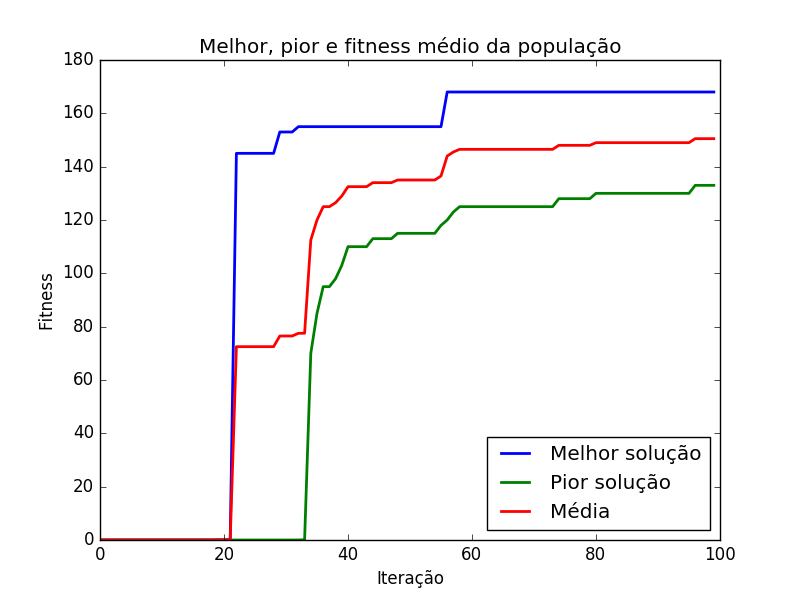 Melhor, pior e fitness médio da população
180
160
140
120
100
80
60
40
20
0
Fitness
0 20 40 60 80 100
Iteração
Melhor solução
Pior solução
Média